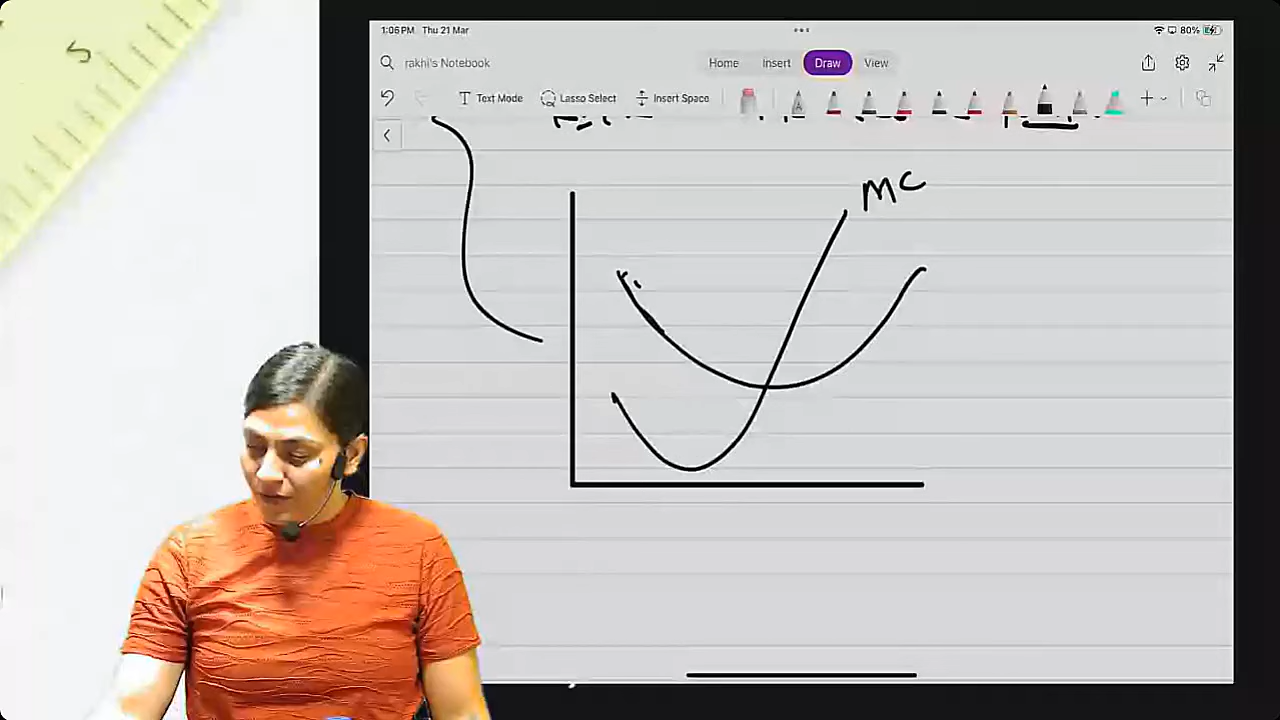 5
1:06 PM Thu 21 Mar
80%
rakhi's Notebook
Home Insert Draw View
Text Mode Lasso Select Insert Space
MC